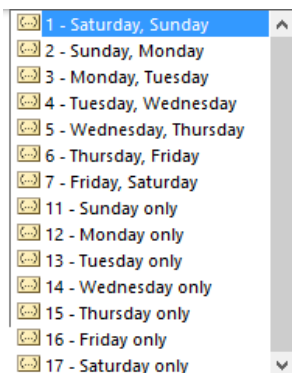 1 - Saturday, Sunday
2 - Sunday, Monday
3 - Monday, Tuesday
4 - Tuesday, Wednesday
5 - Wednesday, Thursday
6 - Thursday, Friday
7 - Friday, Saturday
11 - Sunday only
12 - Monday only
13 - Tuesday only
14 - Wednesday only
15 - Thursday only
16 - Friday only
17 - Saturday only